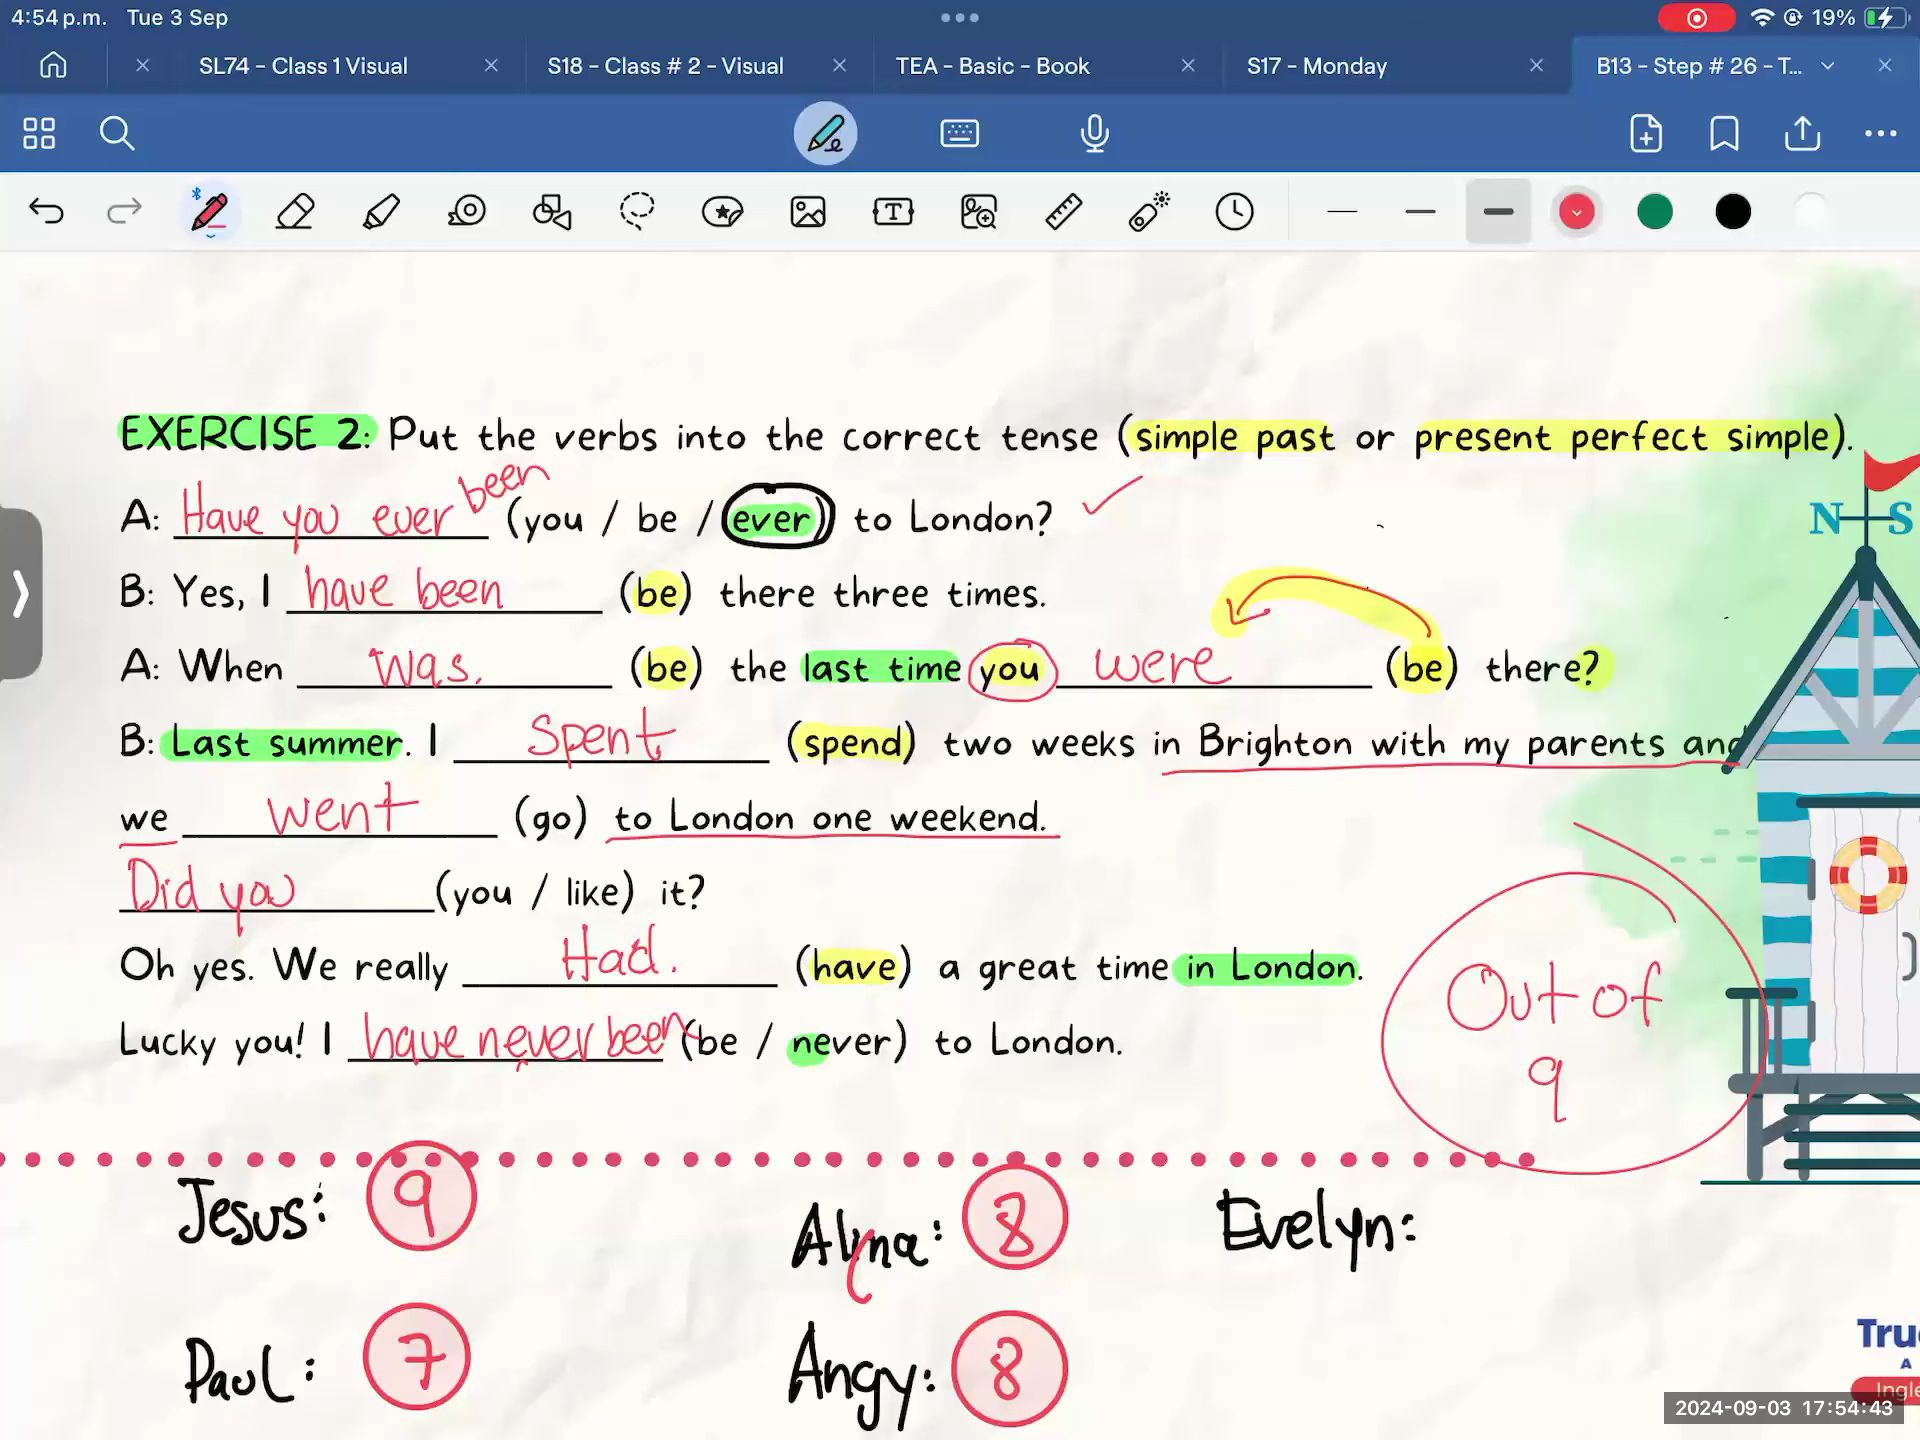 4:54 p.m. Tue 3 Sep
19%
SL74 - Class 1 Visual
S18 - Class # 2 - Visual
TEA - Basic - Book
S17 - Monday
B13 - Step # 26 - T...
EXERCISE 2: Put the verbs into the correct tense (simple past or present perfect simple).
A: Have you ever been (you / be / ever) to London?
N S
B: Yes, I have been (be) there three times.
A: When was. (be) the last time you were (be) there?
B: Last summer. I spent (spend) two weeks in Brighton with my parents and
we went (go) to London one weekend.
Did you (you / like) it?
Oh yes. We really Had. (have) a great time in London.
Lucky you! I have never been (be / never) to London.
Out of
9
Jesus: 9
Alina: 8
Evelyn:
Paul: 7
Angy: 8
Tru
A
Ingle
2024-09-03 17:54:43